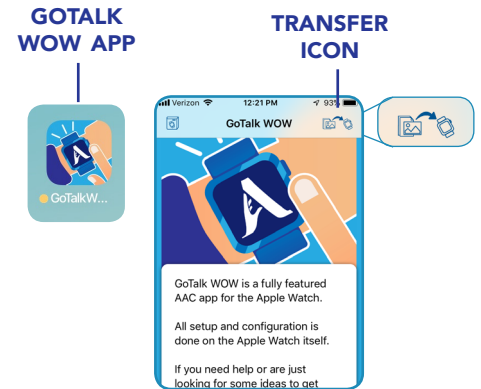 GOTALK
WOW APP
TRANSFER
ICON
GoTalkW...
Verizon 12:21 PM 93%
GoTalk WOW
GoTalk WOW is a fully featured
AAC app for the Apple Watch.
All setup and configuration is
done on the Apple Watch itself.
If you need help or are just
looking for some ideas to get